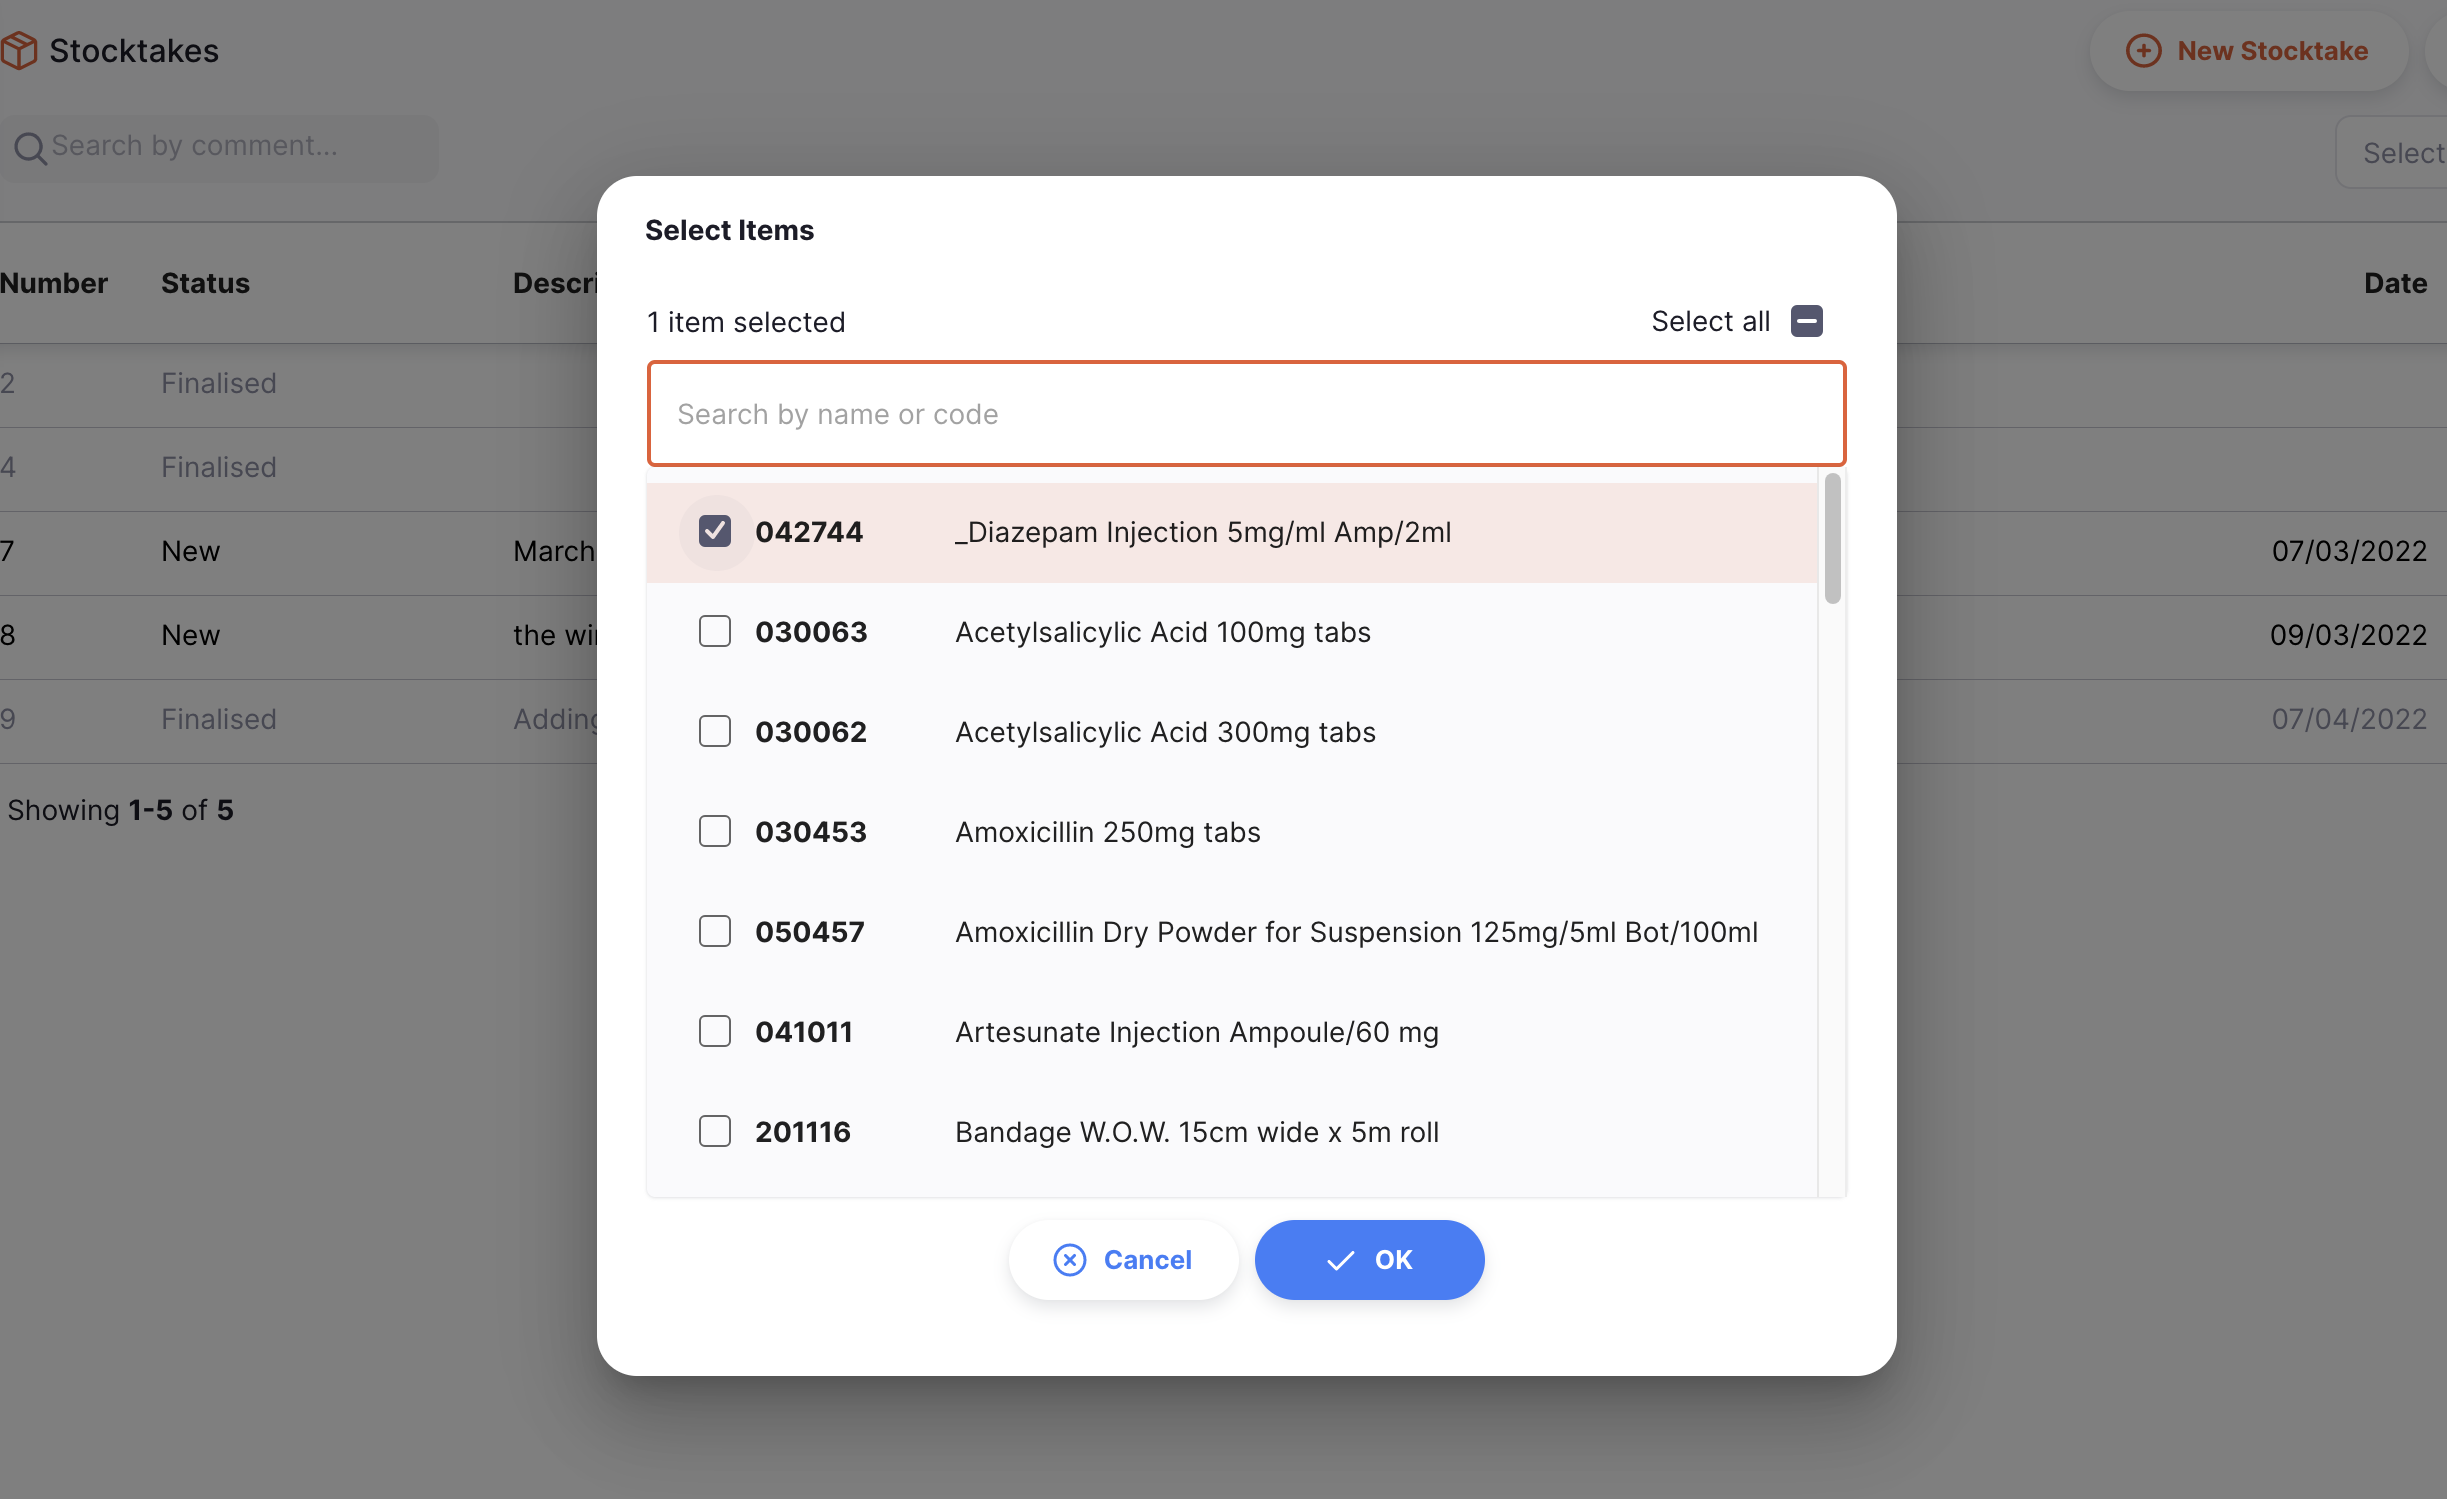 Stocktakes
New Stocktake
Search by comment...
Select
Select Items
Number Status Descri Date
1 item selected Select all
2 Finalised
Search by name or code
4 Finalised
042744 _Diazepam Injection 5mg/ml Amp/2ml
7 New March 07/03/2022
030063 Acetylsalicylic Acid 100mg tabs
8 New the wi 09/03/2022
9 Finalised Adding 07/04/2022
030062 Acetylsalicylic Acid 300mg tabs
Showing 1-5 of 5
030453 Amoxicillin 250mg tabs
050457 Amoxicillin Dry Powder for Suspension 125mg/5ml Bot/100ml
041011 Artesunate Injection Ampoule/60 mg
201116 Bandage W.O.W. 15cm wide x 5m roll
Cancel OK